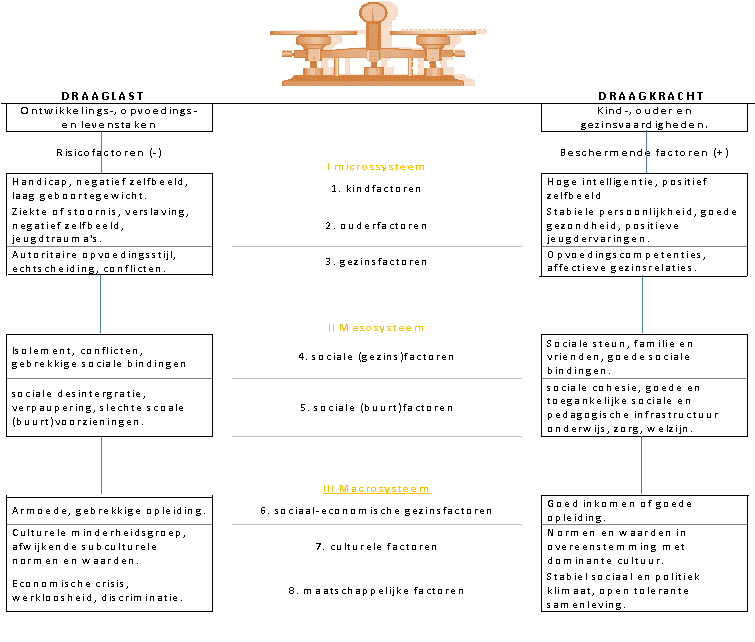 DRAAGLAST
Ontwikkelings-, opvoedings-
en levenstaken
Risicofactoren (-)
Handicap, negatief zelfbeeld,
laag geboortegewicht.
Ziekte of stoornis, verslaving,
negatief zelfbeeld,
jeugdtrauma's.
Autoritaire opvoedingsstijl,
echtscheiding, conflicten.
Isolement, conflicten,
gebrekkige sociale bindingen
sociale desintergratie,
verpaupering, slechte scoale
(buurt)voorzieningen.
Armoede, gebrekkige opleiding.
Culturele minderheidsgroep,
afwijkende subculturele
normen en waarden.
Economische crisis,
werkloosheid, discriminatie.
I microssysteem
1. kindfactoren
2. ouderfactoren
3. gezinsfactoren
II Mesosysteem
4. sociale (gezins)factoren
5. sociale (buurt)factoren
III Macrosysteem
6. sociaal-economische gezinsfactoren
7. culturele factoren
8. maatschappelijke factoren
DRAAGKRACHT
Kind-, ouder en
gezinsvaardigheden.
Beschermende factoren (+)
Hoge intelligentie, positief
zelfbeeld
Stabiele persoonlijkheid, goede
gezondheid, positieve
jeugdervaringen.
Opvoedingscompetenties,
affectieve gezinsrelaties.
Sociale steun, familie en
vrienden, goede sociale
bindingen.
sociale cohesie, goede en
toegankelijke sociale en
pedagogische infrastructuur
onderwijs, zorg, welzijn.
Goed inkomen of goede
opleiding.
Normen en waarden in
overeenstemming met
dominante cultuur.
Stabiel sociaal en politiek
klimaat, open tolerante
samenleving.